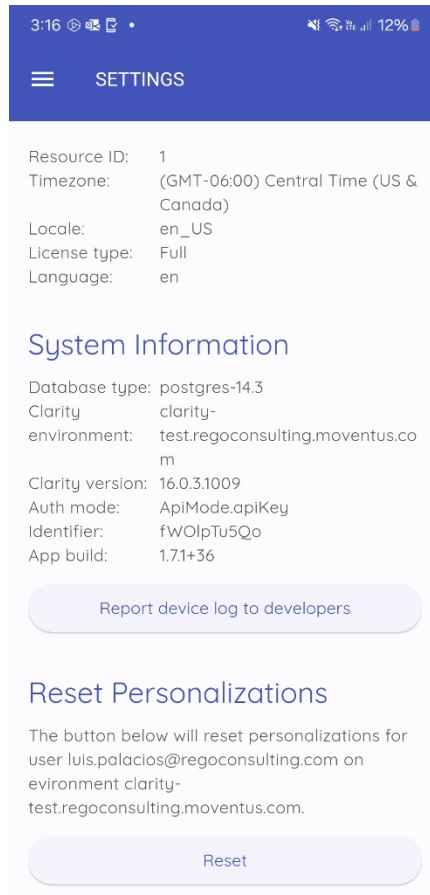 3:16
12%
SETTINGS
Resource ID: 1
Timezone: (GMT-06:00) Central Time (US &
Canada)
Locale: en_US
License type: Full
Language: en
System Information
Database type: postgres-14.3
Clarity clarity-
environment: test.regoconsulting.moventus.co
m
Clarity version: 16.0.3.1009
Auth mode: ApiMode.apiKey
Identifier: fWOlpTu5Qo
App build: 1.7.1+36
Report device log to developers
Reset Personalizations
The button below will reset personalizations for
user luis.palacios@regoconsulting.com on
evironment clarity-
test.regoconsulting.moventus.com.
Reset